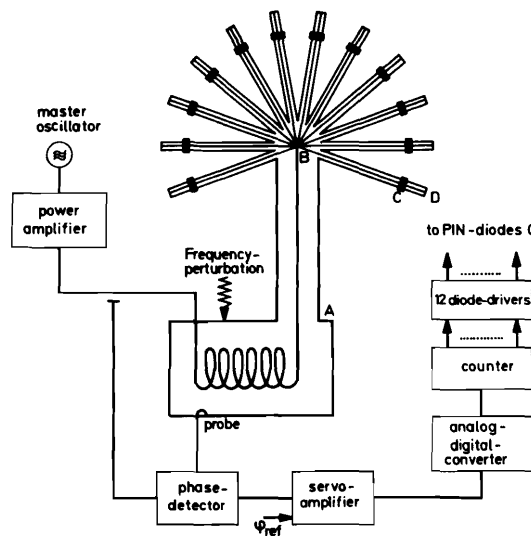 master
oscillator
power
amplifier
Frequency-
perturbation
B
C
D
A
probe
phase-
detector
servo-
amplifier
φref
to PIN-diodes C
12 diode-drivers
counter
analog-
digital-
converter